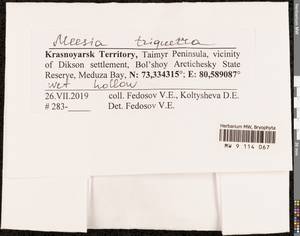 Meesia triquetra
Krasnoyarsk Territory, Taimyr Peninsula, vicinity
of Dikson settlement, Bol'shoy Arctichesky State
Reserve, Meduza Bay, N: 73,334315°; E: 80,589087°
wet hollow
26.VII.2019 coll. Fedosov V.E., Koltysheva D.E.
# 283-____ Det. Fedosov V.E.
Herbarium MW, Bryophyta
MW 9 114 067